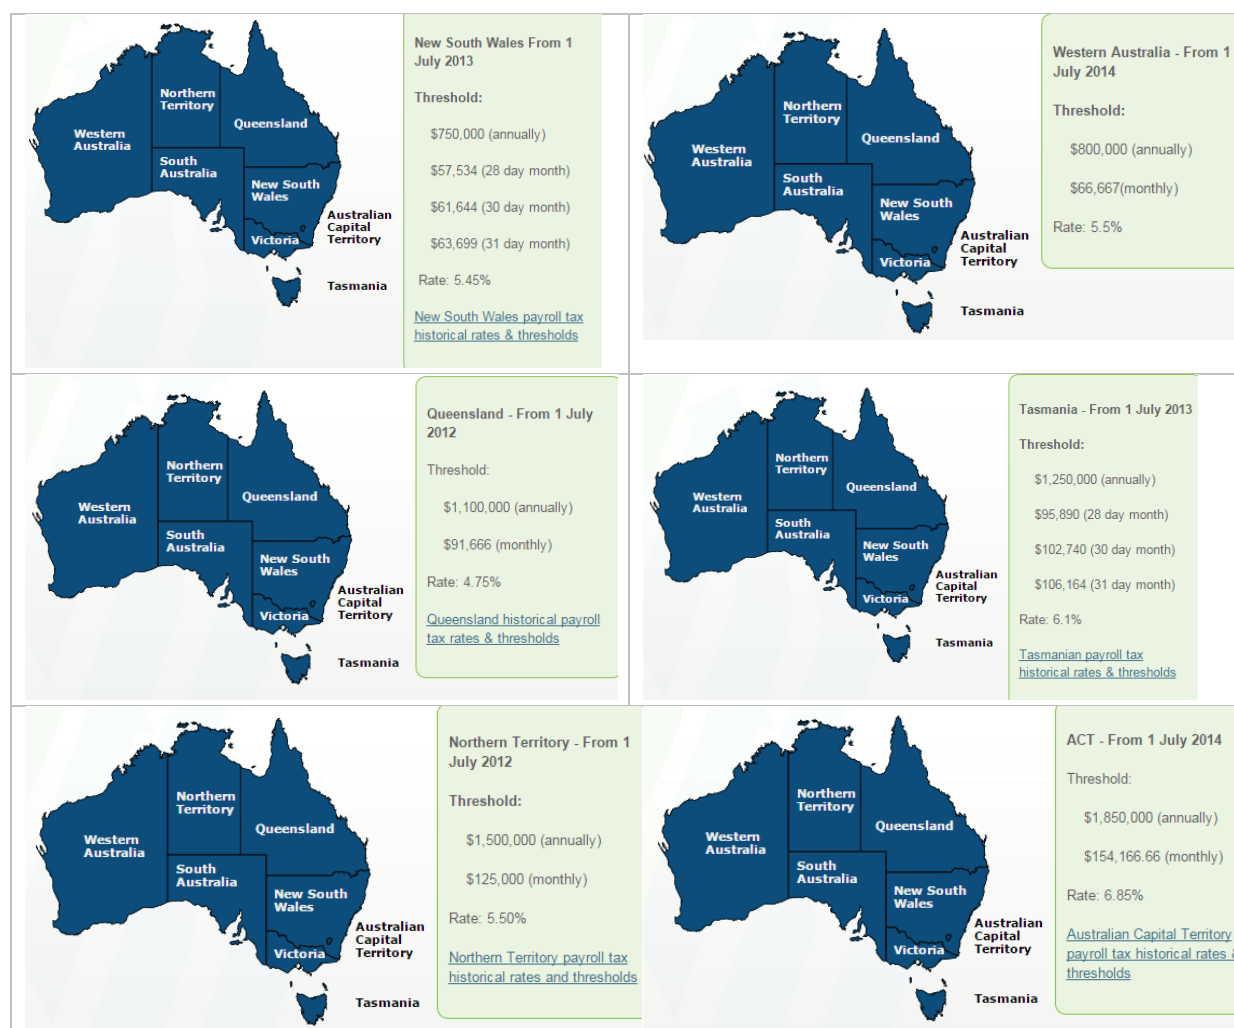 Northern
Territory
Western
Australia
Queensland
South
Australia
New South
Wales
Victoria
Australian
Capital
Territory
Tasmania
New South Wales From 1
July 2013
Threshold:
$750,000 (annually)
$57,534 (28 day month)
$61,644 (30 day month)
$63,699 (31 day month)
Rate: 5.45%
New South Wales payroll tax
historical rates & thresholds
Northern
Territory
Western
Australia
Queensland
South
Australia
New South
Wales
Victoria
Australian
Capital
Territory
Tasmania
Western Australia - From 1
July 2014
Threshold:
$800,000 (annually)
$66,667(monthly)
Rate: 5.5%
Northern
Territory
Western
Australia
Queensland
South
Australia
New South
Wales
Victoria
Australian
Capital
Territory
Tasmania
Queensland - From 1 July
2012
Threshold:
$1,100,000 (annually)
$91,666 (monthly)
Rate: 4.75%
Queensland historical payroll
tax rates & thresholds
Northern
Territory
Western
Australia
Queensland
South
Australia
New South
Wales
Victoria
Australian
Capital
Territory
Tasmania
Tasmania - From 1 July 2013
Threshold:
$1,250,000 (annually)
$95,890 (28 day month)
$102,740 (30 day month)
$106,164 (31 day month)
Rate: 6.1%
Tasmanian payroll tax
historical rates & thresholds
Northern
Territory
Western
Australia
Queensland
South
Australia
New South
Wales
Victoria
Australian
Capital
Territory
Tasmania
Northern Territory - From 1
July 2012
Threshold:
$1,500,000 (annually)
$125,000 (monthly)
Rate: 5.50%
Northern Territory payroll tax
historical rates and thresholds
Northern
Territory
Western
Australia
Queensland
South
Australia
New South
Wales
Victoria
Australian
Capital
Territory
Tasmania
ACT - From 1 July 2014
Threshold:
$1,850,000 (annually)
$154,166.66 (monthly)
Rate: 6.85%
Australian Capital Territory
payroll tax historical rates &
thresholds